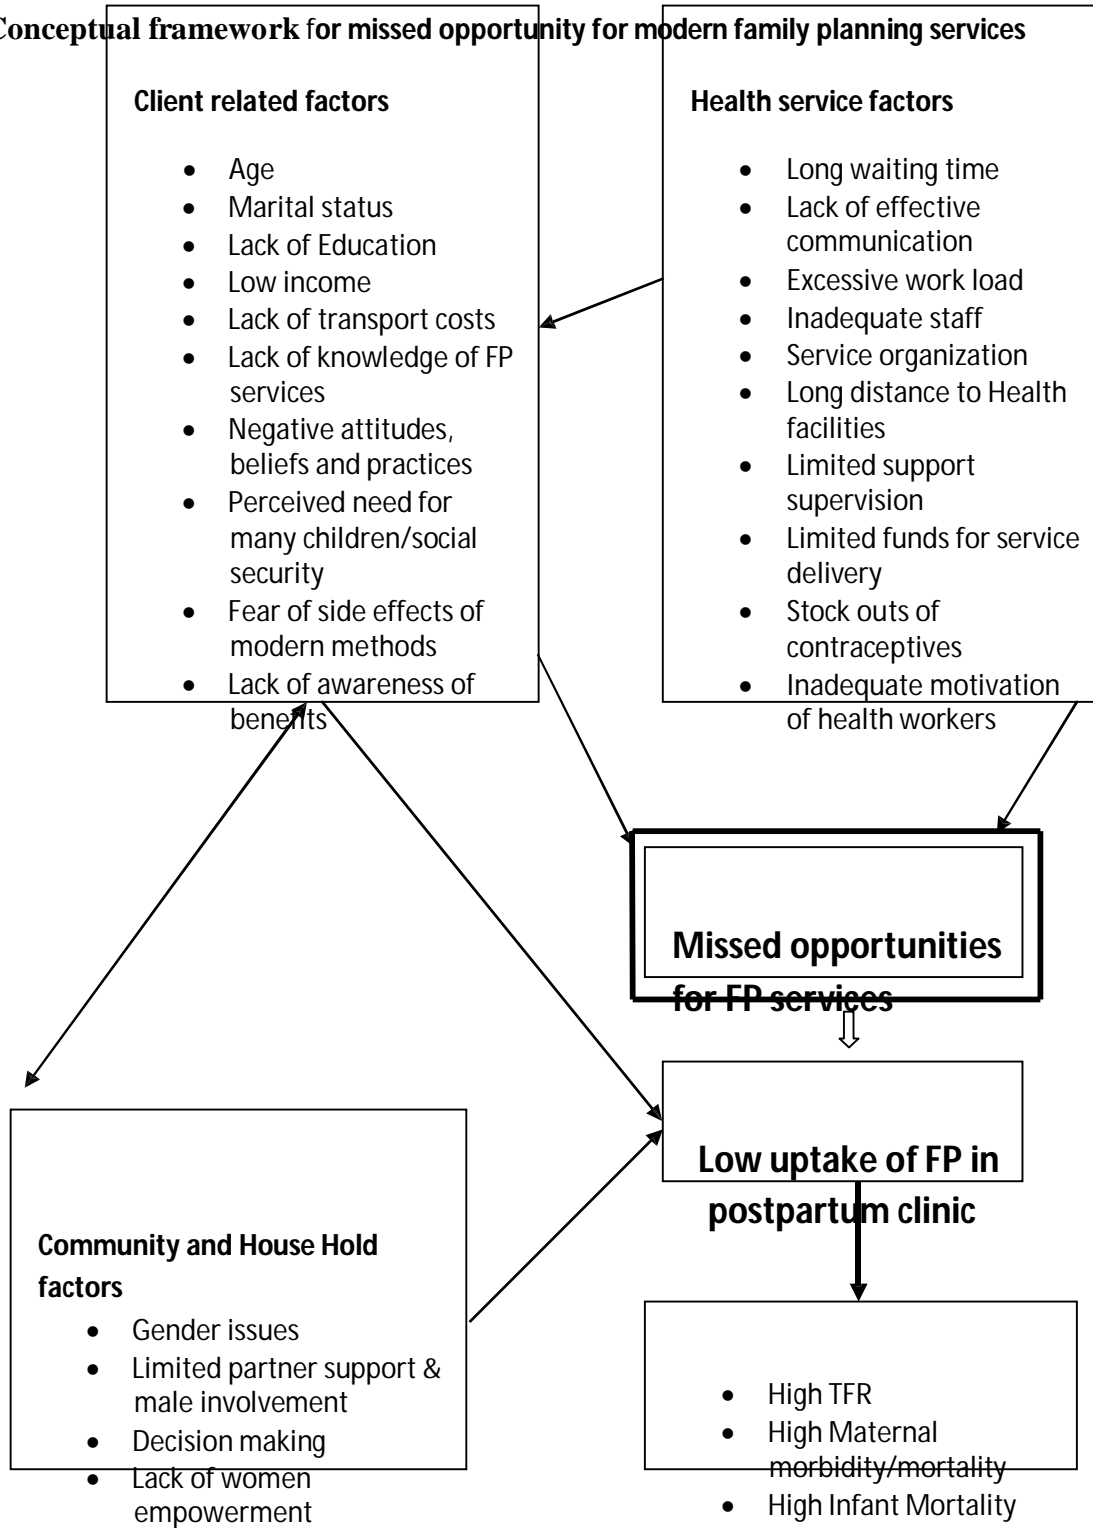 Conceptual framework for missed opportunity for modern family planning services
Client related factors
• Age
• Marital status
• Lack of Education
• Low income
• Lack of transport costs
• Lack of knowledge of FP
services
• Negative attitudes,
beliefs and practices
• Perceived need for
many children/social
security
• Fear of side effects of
modern methods
• Lack of awareness of
benefits
Health service factors
• Long waiting time
• Lack of effective
communication
• Excessive work load
• Inadequate staff
• Service organization
• Long distance to Health
facilities
• Limited support
supervision
• Limited funds for service
delivery
• Stock outs of
contraceptives
• Inadequate motivation
of health workers
Missed opportunities
for FP services
Low uptake of FP in
postpartum clinic
Community and House Hold
factors
• Gender issues
• Limited partner support &
male involvement
• Decision making
• Lack of women
empowerment
• High TFR
• High Maternal
morbidity/mortality
• High Infant Mortality